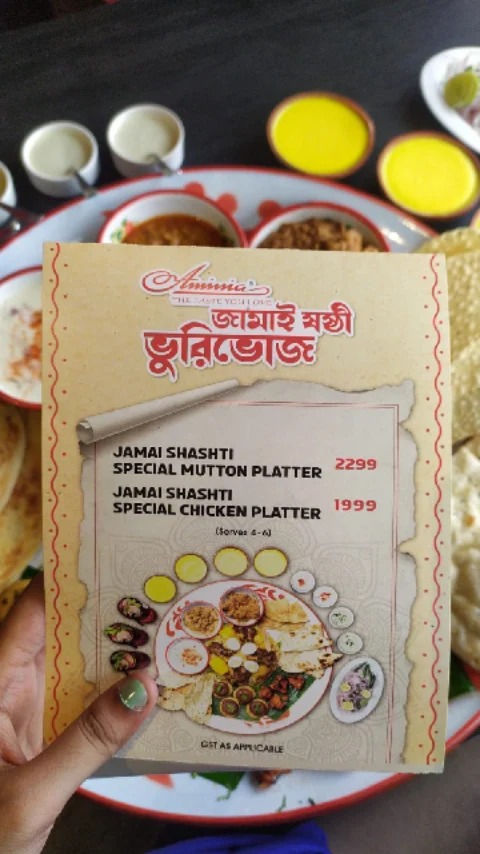 Aminia
THE TASTE YOU LOVE
জামাই ষষ্ঠী
ভুরিভোজ
JAMAI SHASHTI
SPECIAL MUTTON PLATTER 2299
JAMAI SHASHTI
SPECIAL CHICKEN PLATTER 1999
(Serves 4-6)
GST AS APPLICABLE